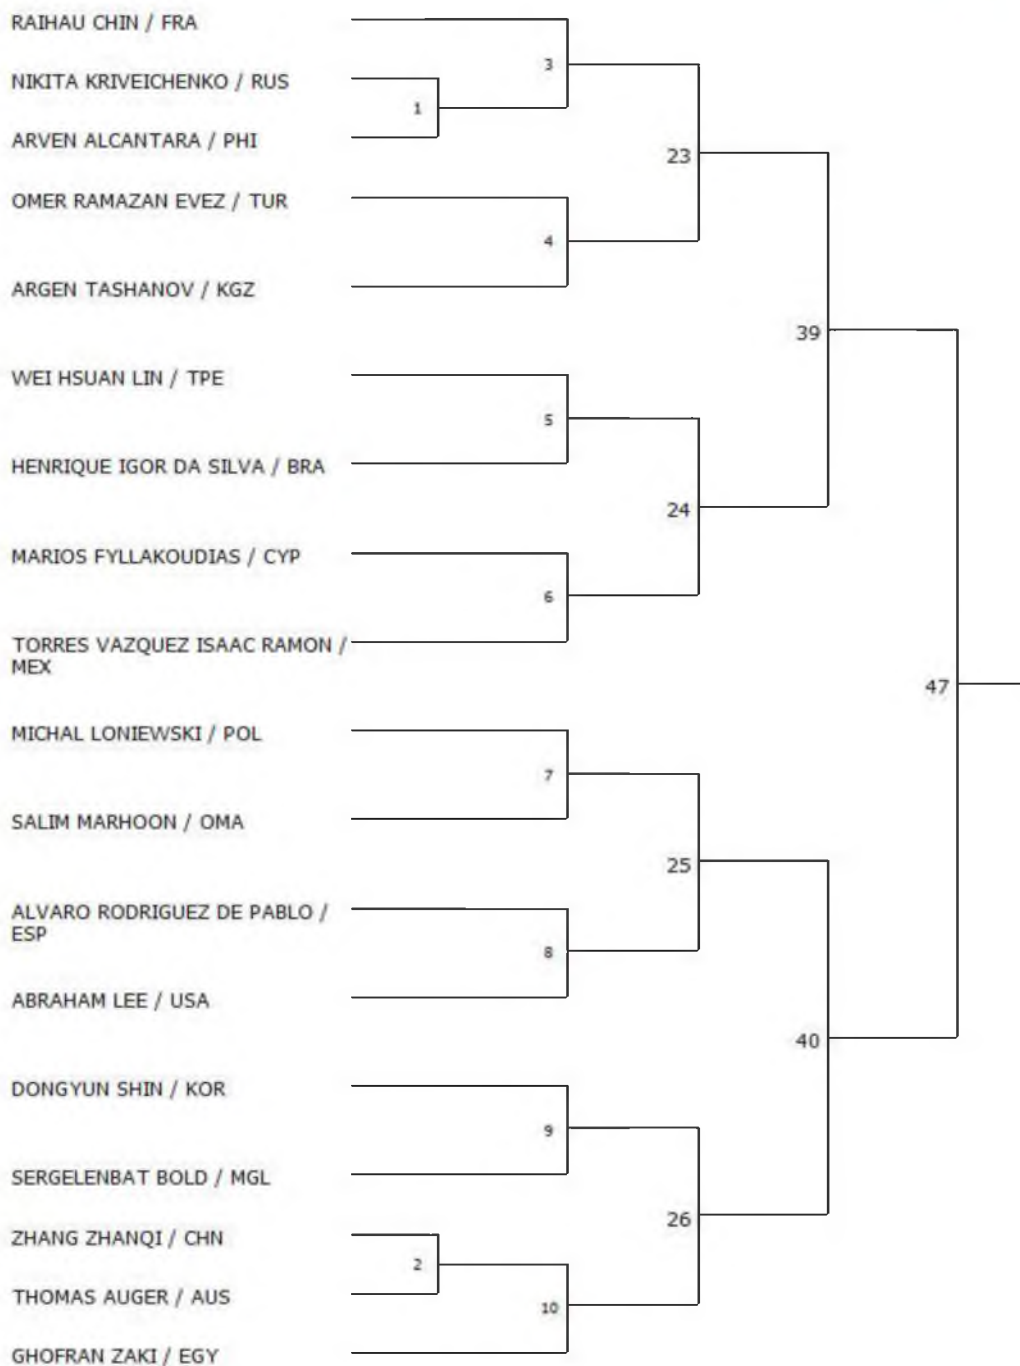 RAIHAU CHIN / FRA
3
NIKITA KRIVEICHENKO / RUS
1
ARVEN ALCANTARA / PHI
23
OMER RAMAZAN EVEZ / TUR
4
ARGEN TASHANOV / KGZ
39
WEI HSUAN LIN / TPE
5
HENRIQUE IGOR DA SILVA / BRA
24
MARIOS FYLLAKOUDIAS / CYP
6
TORRES VAZQUEZ ISAAC RAMON /
MEX
47
MICHAL LONIEWSKI / POL
7
SALIM MARHOON / OMA
25
ALVARO RODRIGUEZ DE PABLO /
ESP
8
ABRAHAM LEE / USA
40
DONGYUN SHIN / KOR
9
SERGELENBAT BOLD / MGL
26
ZHANG ZHANQI / CHN
2
THOMAS AUGER / AUS
10
GHOFRAN ZAKI / EGY